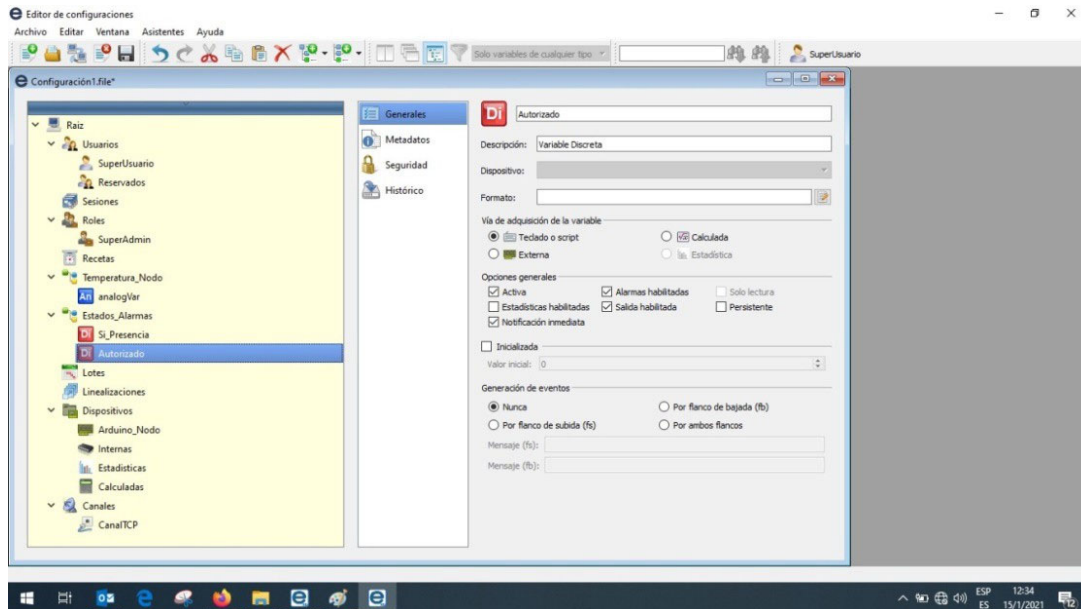 Editor de configuraciones
Archivo Editar Ventana Asistentes Ayuda
Solo variables de cualquier tipo
SuperUsuario
Configuración1.file*
Raiz
Usuarios
SuperUsuario
Reservados
Sesiones
Roles
SuperAdmin
Recetas
Temperatura_Nodo
An analogVar
Estados_Alarmas
Di Si_Presencia
Di Autorizado
Lotes
Linealizaciones
Dispositivos
Arduino_Nodo
Internas
Estadisticas
Calculadas
Canales
CanalTCP
Generales
Metadatos
Seguridad
Histórico
Di Autorizado
Descripción: Variable Discreta
Dispositivo:
Formato:
Vía de adquisición de la variable
Teclado o script Calculada
Externa Estadística
Opciones generales
Activa Alarmas habilitadas Solo lectura
Estadísticas habilitadas Salida habilitada Persistente
Notificación inmediata
Inicializada
Valor inicial: 0
Generación de eventos
Nunca Por flanco de bajada (fb)
Por flanco de subida (fs) Por ambos flancos
Mensaje (fs):
Mensaje (fb):
ESP 12:34
ES 15/1/2021